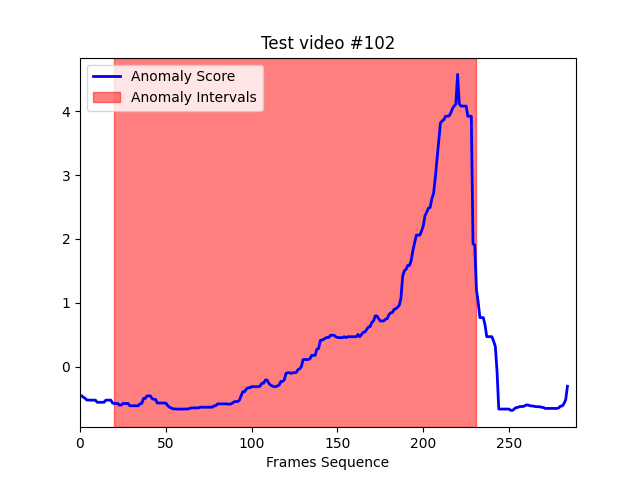 Test video #102
Anomaly Score
Anomaly Intervals
4
3
2
1
0
0 50 100 150 200 250
Frames Sequence